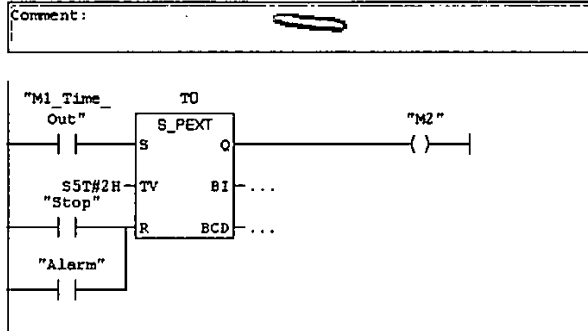 Comment:
"M1_Time_
Out"
T0
S_PEXT
"M2"
S
Q
S5T#2H
TV
BI
...
"Stop"
R
BCD
...
"Alarm"